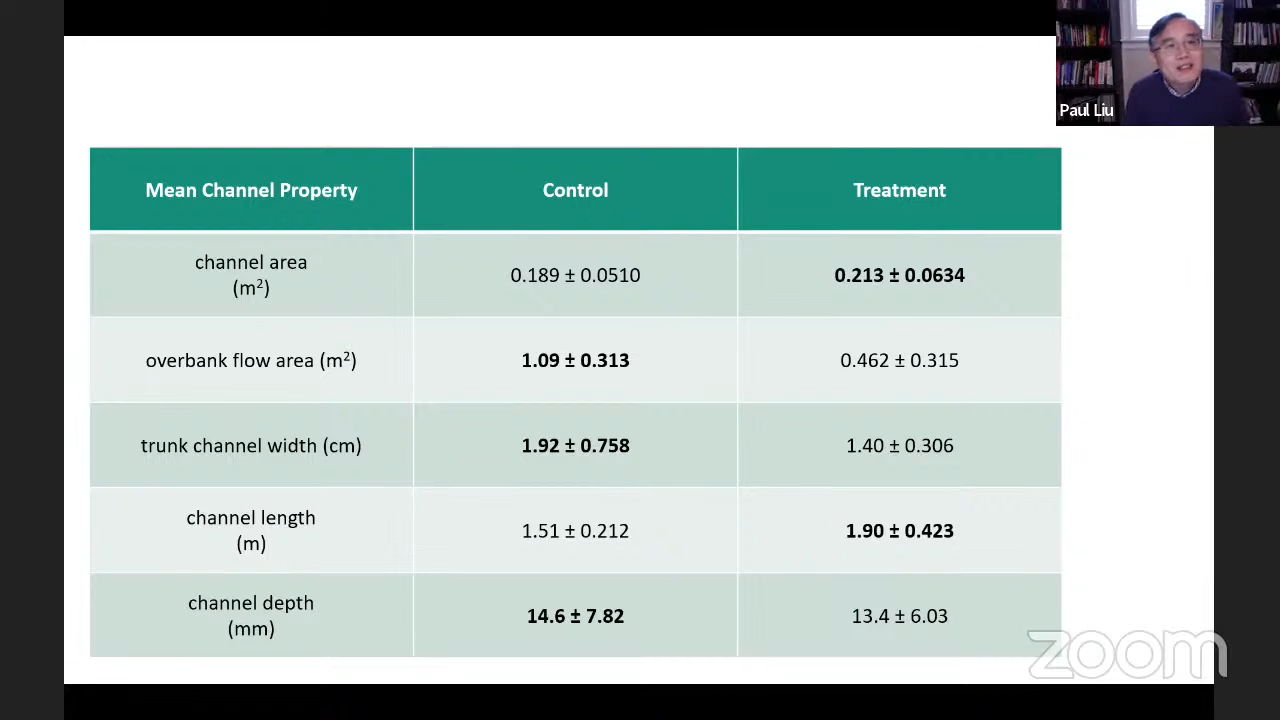 Paul Liu
Mean Channel Property
Control
Treatment
channel area
(m²)
0.189 ± 0.0510
0.213 ± 0.0634
overbank flow area (m²)
1.09 ± 0.313
0.462 ± 0.315
trunk channel width (cm)
1.92 ± 0.758
1.40 ± 0.306
channel length
(m)
1.51 ± 0.212
1.90 ± 0.423
channel depth
(mm)
14.6 ± 7.82
13.4 ± 6.03
zoom